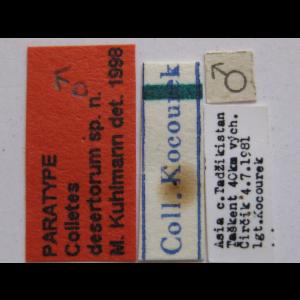 ♂
PARATYPE
Colletes
desertorum sp. n.
M. Kuhlmann det. 1998
Coll. Kocourek
♂
Asia c.Tadžikistan
Taškent 40km vých.
Čirčik 4.7.1981
lgt.Kocourek